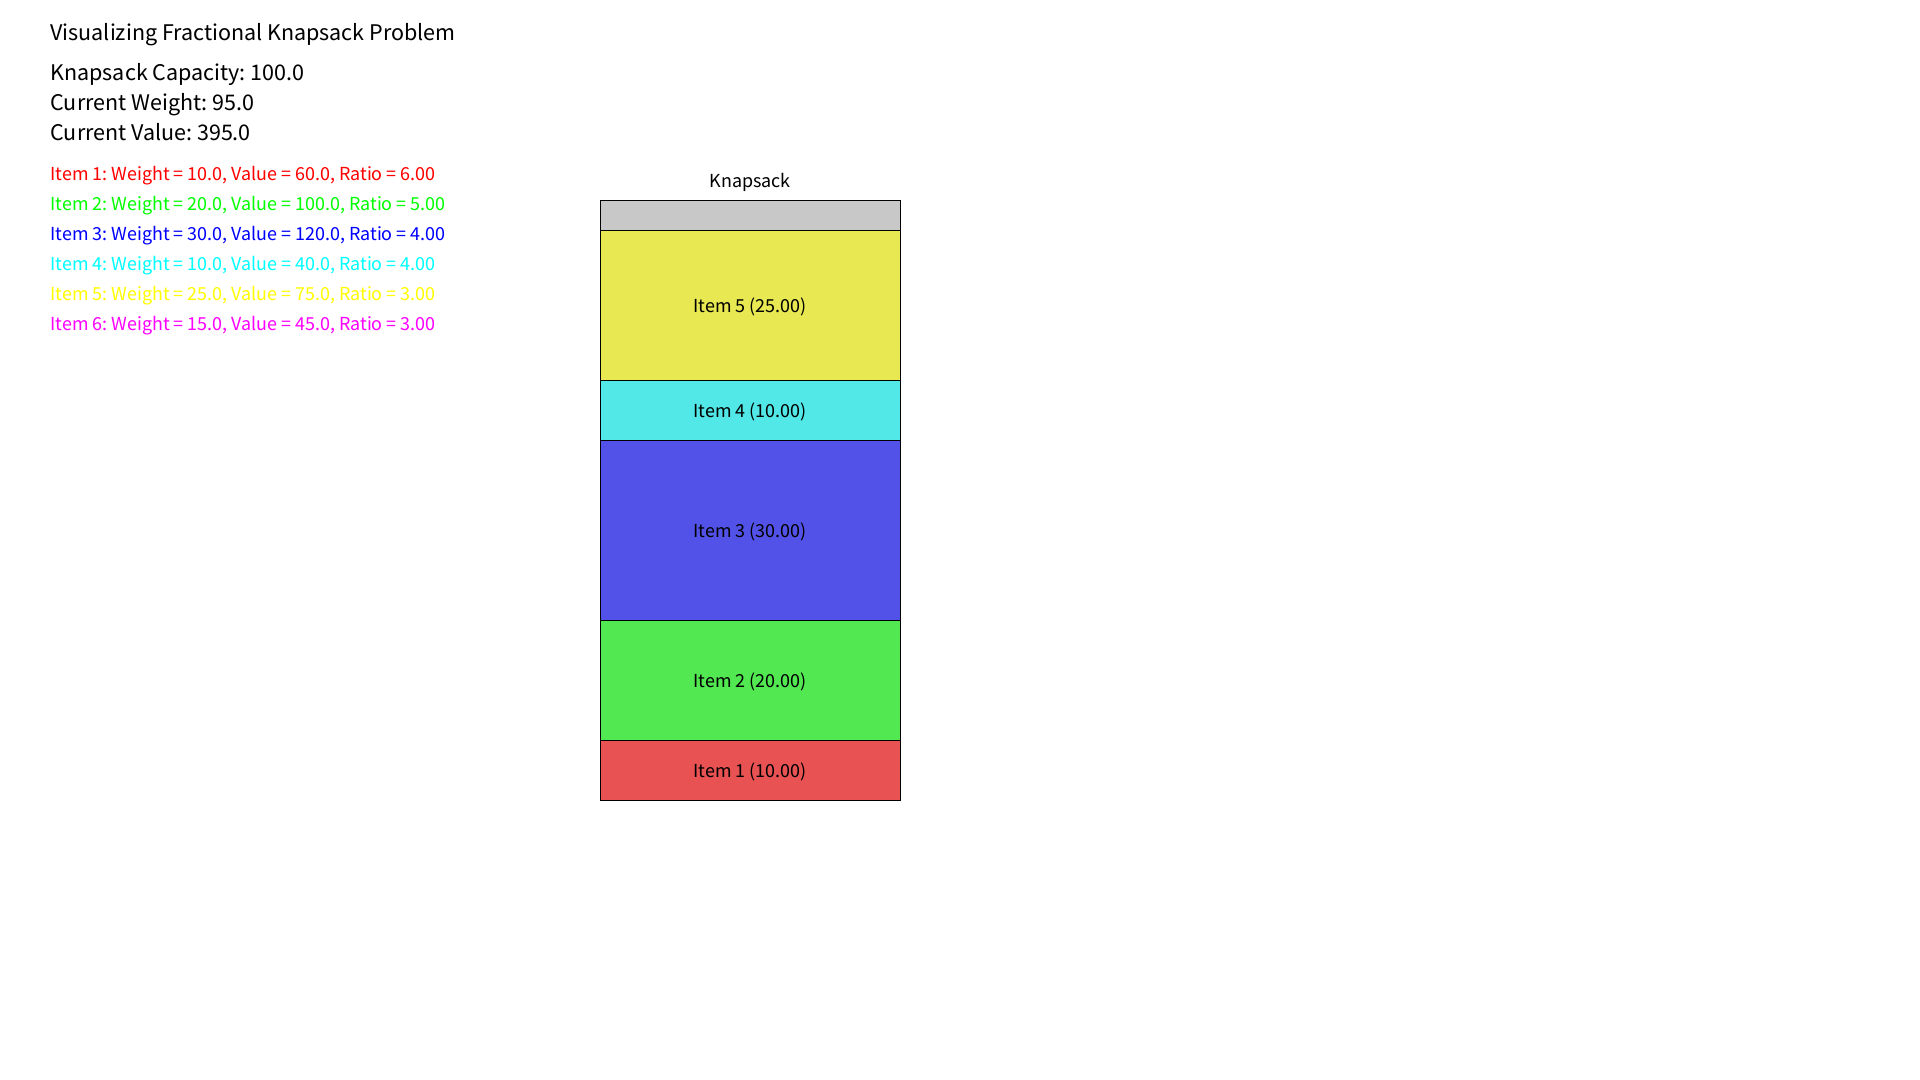 Visualizing Fractional Knapsack Problem
Knapsack Capacity: 100.0
Current Weight: 95.0
Current Value: 395.0
Item 1: Weight = 10.0, Value = 60.0, Ratio = 6.00
Item 2: Weight = 20.0, Value = 100.0, Ratio = 5.00
Item 3: Weight = 30.0, Value = 120.0, Ratio = 4.00
Item 4: Weight = 10.0, Value = 40.0, Ratio = 4.00
Item 5: Weight = 25.0, Value = 75.0, Ratio = 3.00
Item 6: Weight = 15.0, Value = 45.0, Ratio = 3.00
Knapsack
Item 5 (25.00)
Item 4 (10.00)
Item 3 (30.00)
Item 2 (20.00)
Item 1 (10.00)